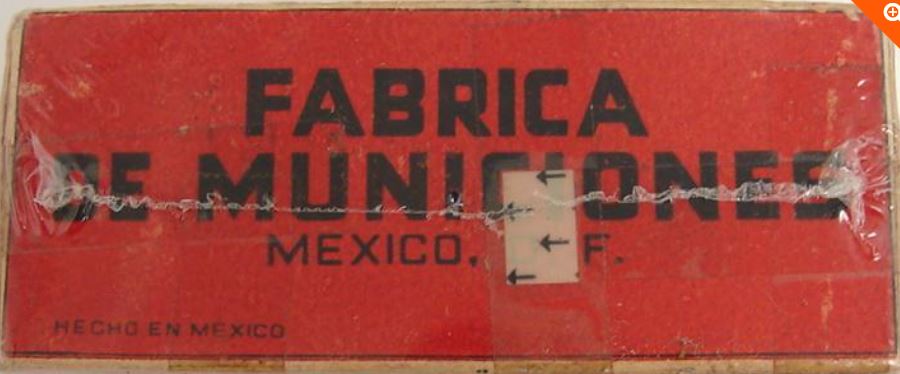 FABRICA
DE MUNICIONES
MEXICO, F.
HECHO EN MEXICO